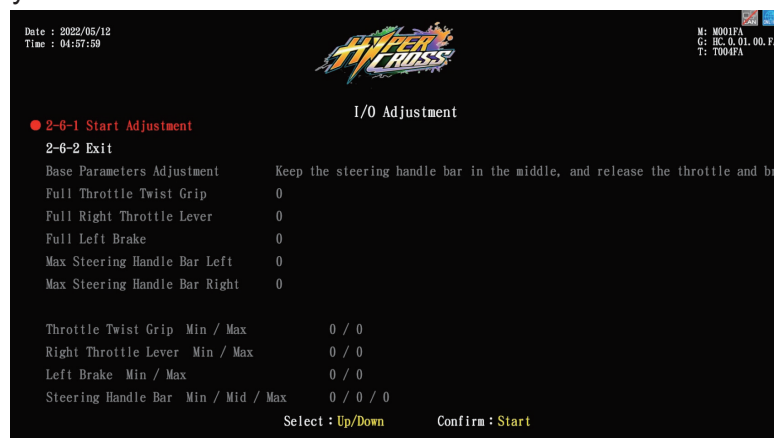 Date : 2022/05/12
Time : 04:57:59
HYPER
CROSS
LAN
M: M001FA
G: HC.0.01.00.F
T: T004FA
I/O Adjustment
2-6-1 Start Adjustment
2-6-2 Exit
Base Parameters Adjustment Keep the steering handle bar in the middle, and release the throttle and b
Full Throttle Twist Grip 0
Full Right Throttle Lever 0
Full Left Brake 0
Max Steering Handle Bar Left 0
Max Steering Handle Bar Right 0
Throttle Twist Grip Min / Max 0 / 0
Right Throttle Lever Min / Max 0 / 0
Left Brake Min / Max 0 / 0
Steering Handle Bar Min / Mid / Max 0 / 0 / 0
Select : Up/Down Confirm : Start